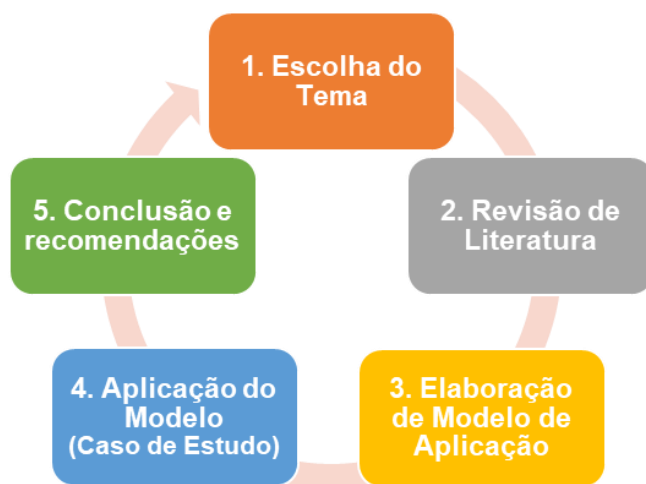 1. Escolha do
Tema
2. Revisão de
Literatura
3. Elaboração
de Modelo de
Aplicação
4. Aplicação do
Modelo
(Caso de Estudo)
5. Conclusão e
recomendações